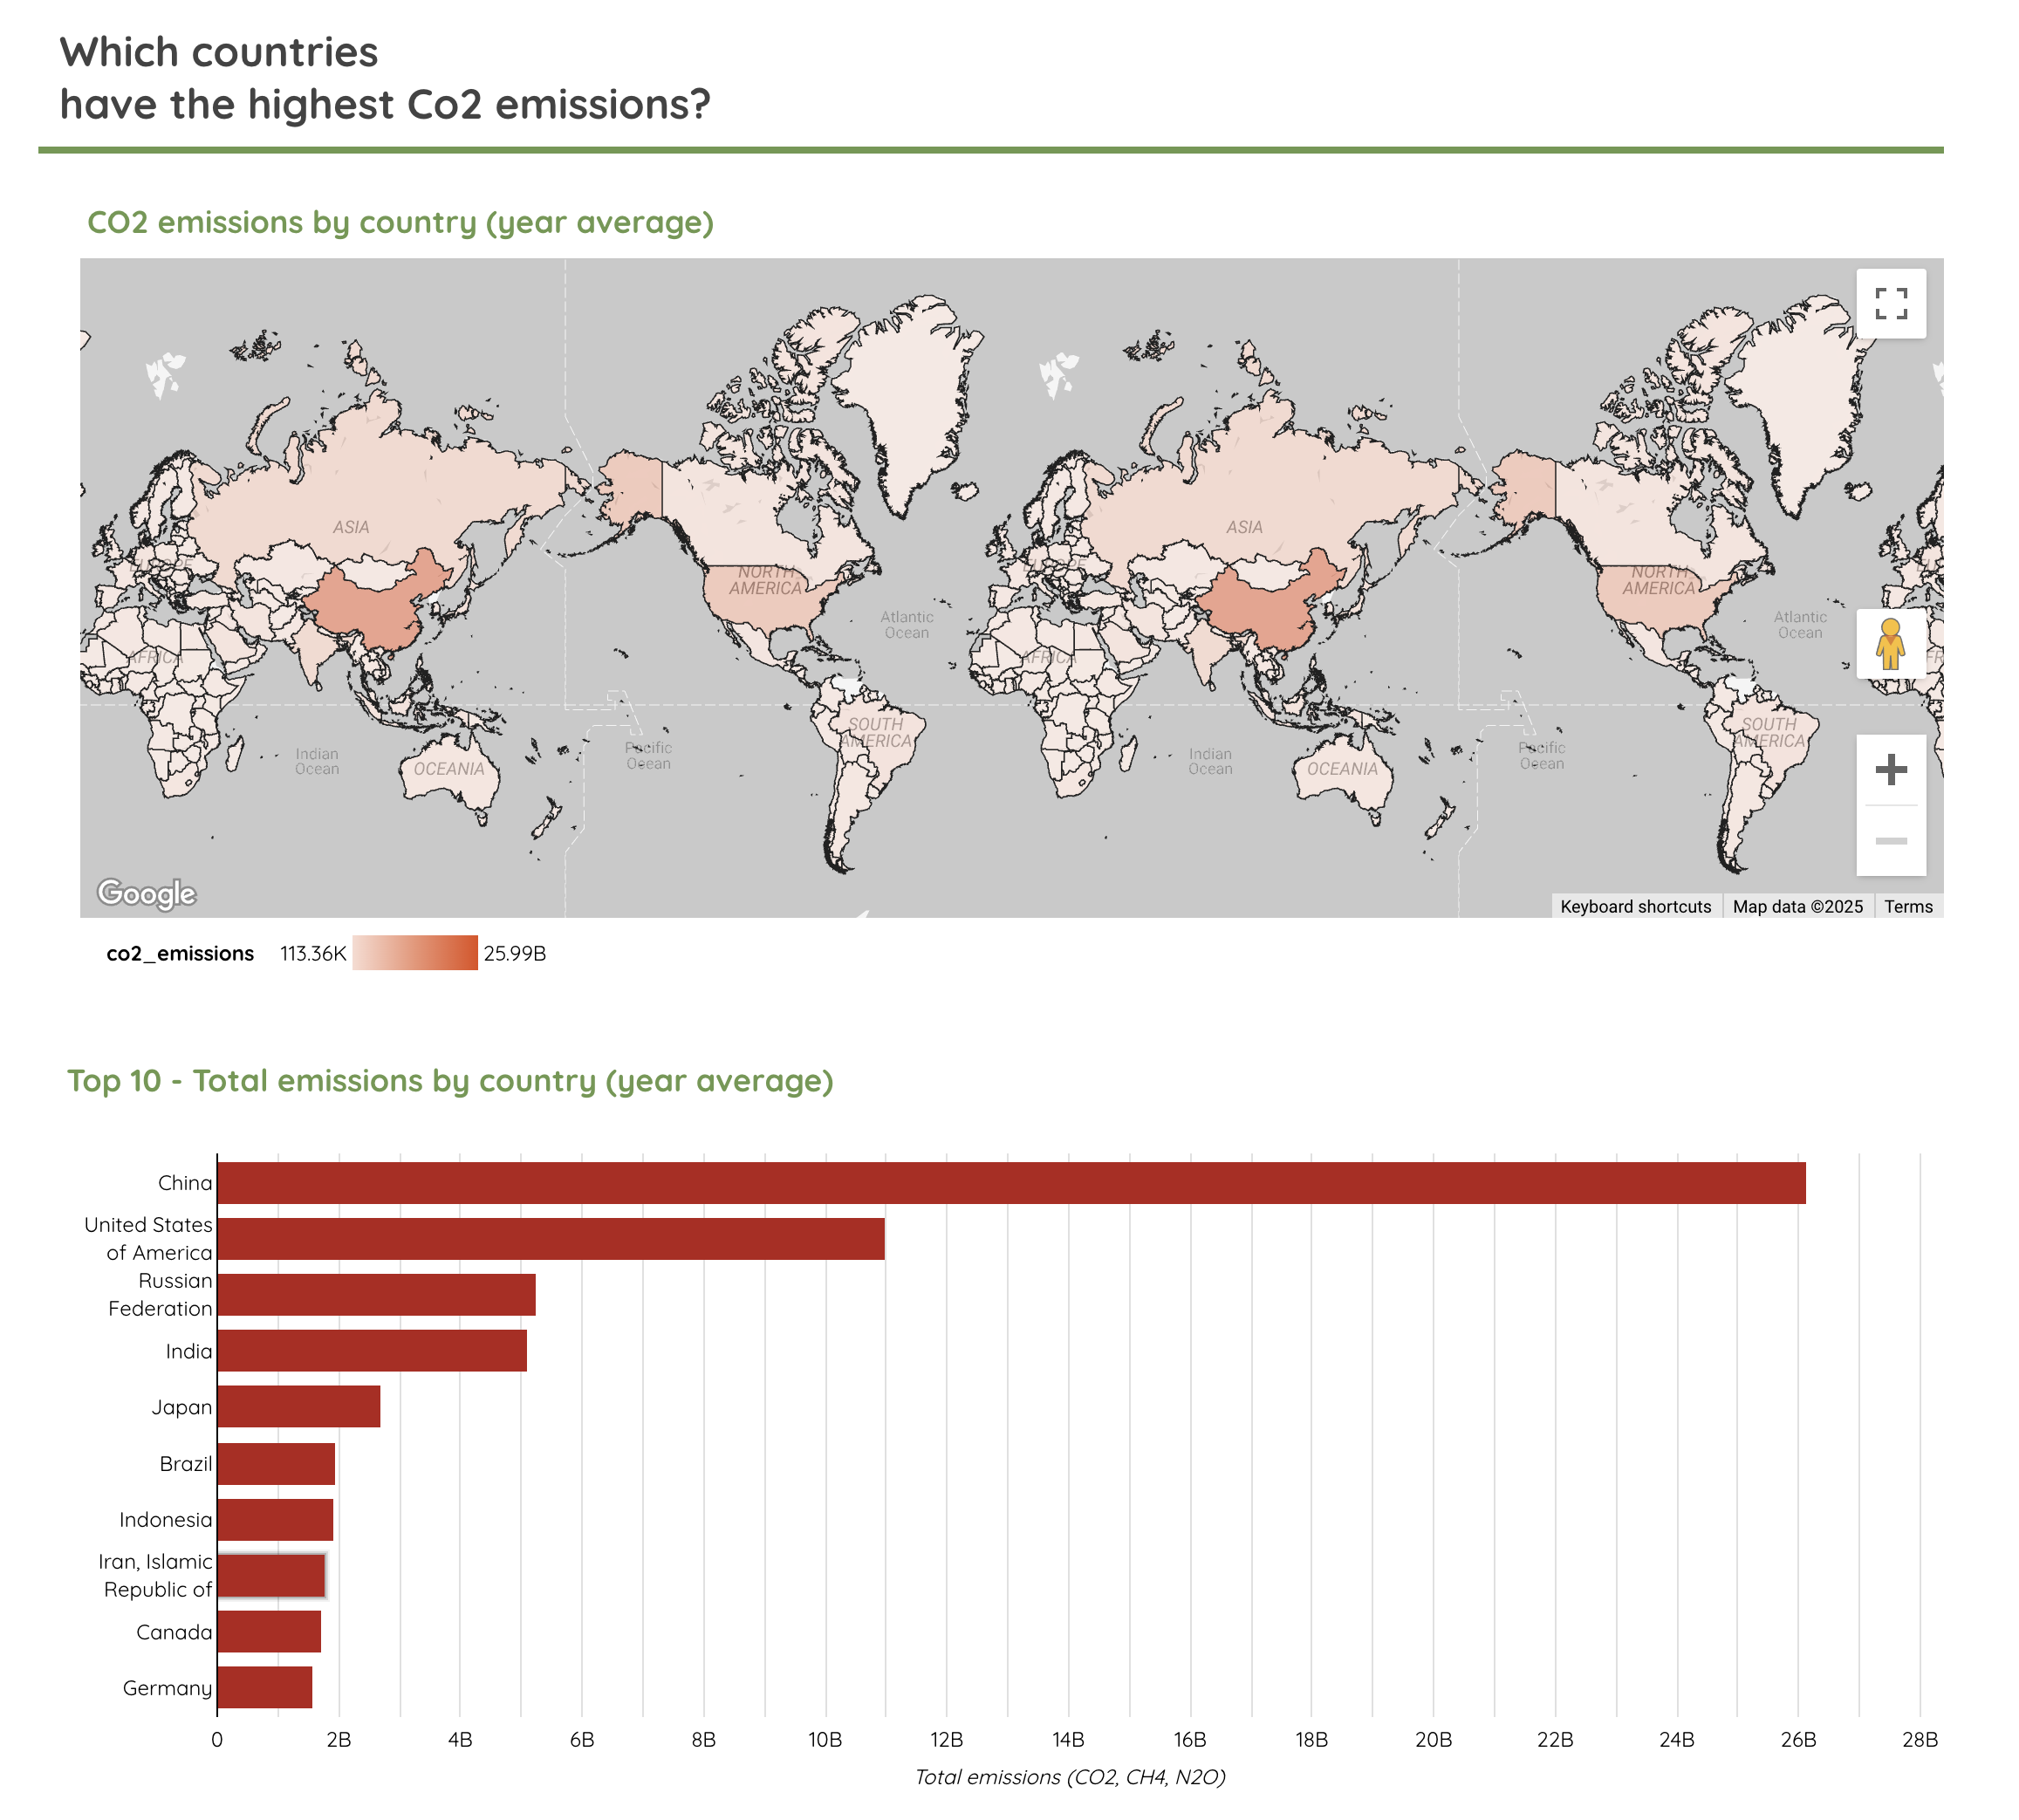 Which countries
have the highest Co2 emissions?
CO2 emissions by country (year average)
ASIA
ASIA
EUROPE
NORTH
AMERICA
NORTH
AMERICA
Atlantic
Ocean
Atlantic
Ocean
AFRICA
AFRICA
SOUTH
AMERICA
SOUTH
AMERICA
Indian
Ocean
OCEANIA
Pacific
Ocean
Indian
Ocean
OCEANIA
Pacific
Ocean
Google
Keyboard shortcuts
Map data ©2025
Terms
co2_emissions 113.36K 25.99B
Top 10 - Total emissions by country (year average)
China
United States
of America
Russian
Federation
India
Japan
Brazil
Indonesia
Iran, Islamic
Republic of
Canada
Germany
0 2B 4B 6B 8B 10B 12B 14B 16B 18B 20B 22B 24B 26B 28B
Total emissions (CO2, CH4, N2O)